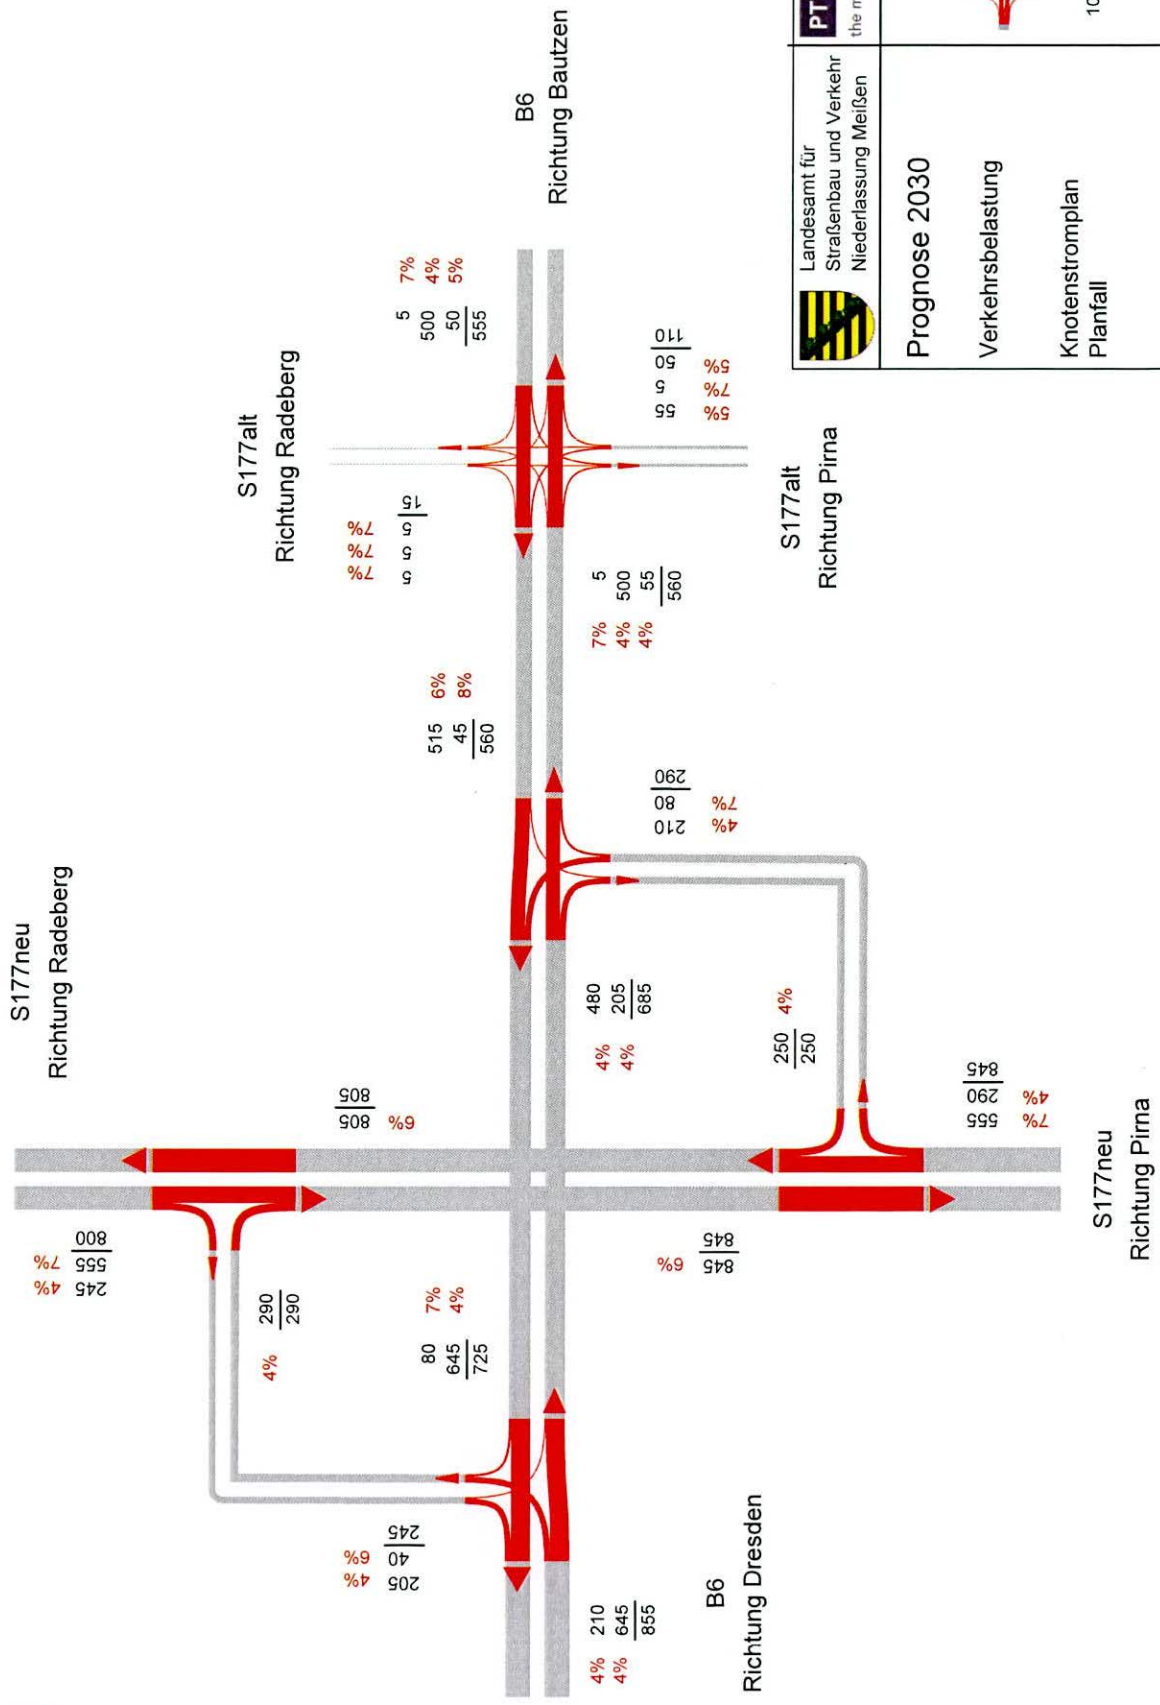 S177neu
Richtung Radeberg
4% 245
555 7%
800
805 6%
805
4% 290
290
80 7%
645 4%
725
4% 205
40 6%
245
4% 210
4% 645
855
B6
Richtung Dresden
845 6%
845
250 4%
250
7% 555
4% 290
845
S177neu
Richtung Pirna
4% 480
4% 205
685
515 6%
45 8%
560
210 4%
80 7%
290
S177alt
Richtung Radeberg
5 7%
5 7%
5 7%
15
5 7%
500 4%
50 5%
555
7% 5
4% 500
4% 55
560
55 5%
5 7%
50 5%
110
S177alt
Richtung Pirna
B6
Richtung Bautzen
Landesamt für
Straßenbau und Verkehr
Niederlassung Meißen
PT
the m
Prognose 2030
Verkehrsbelastung
Knotenstromplan
Planfall
10